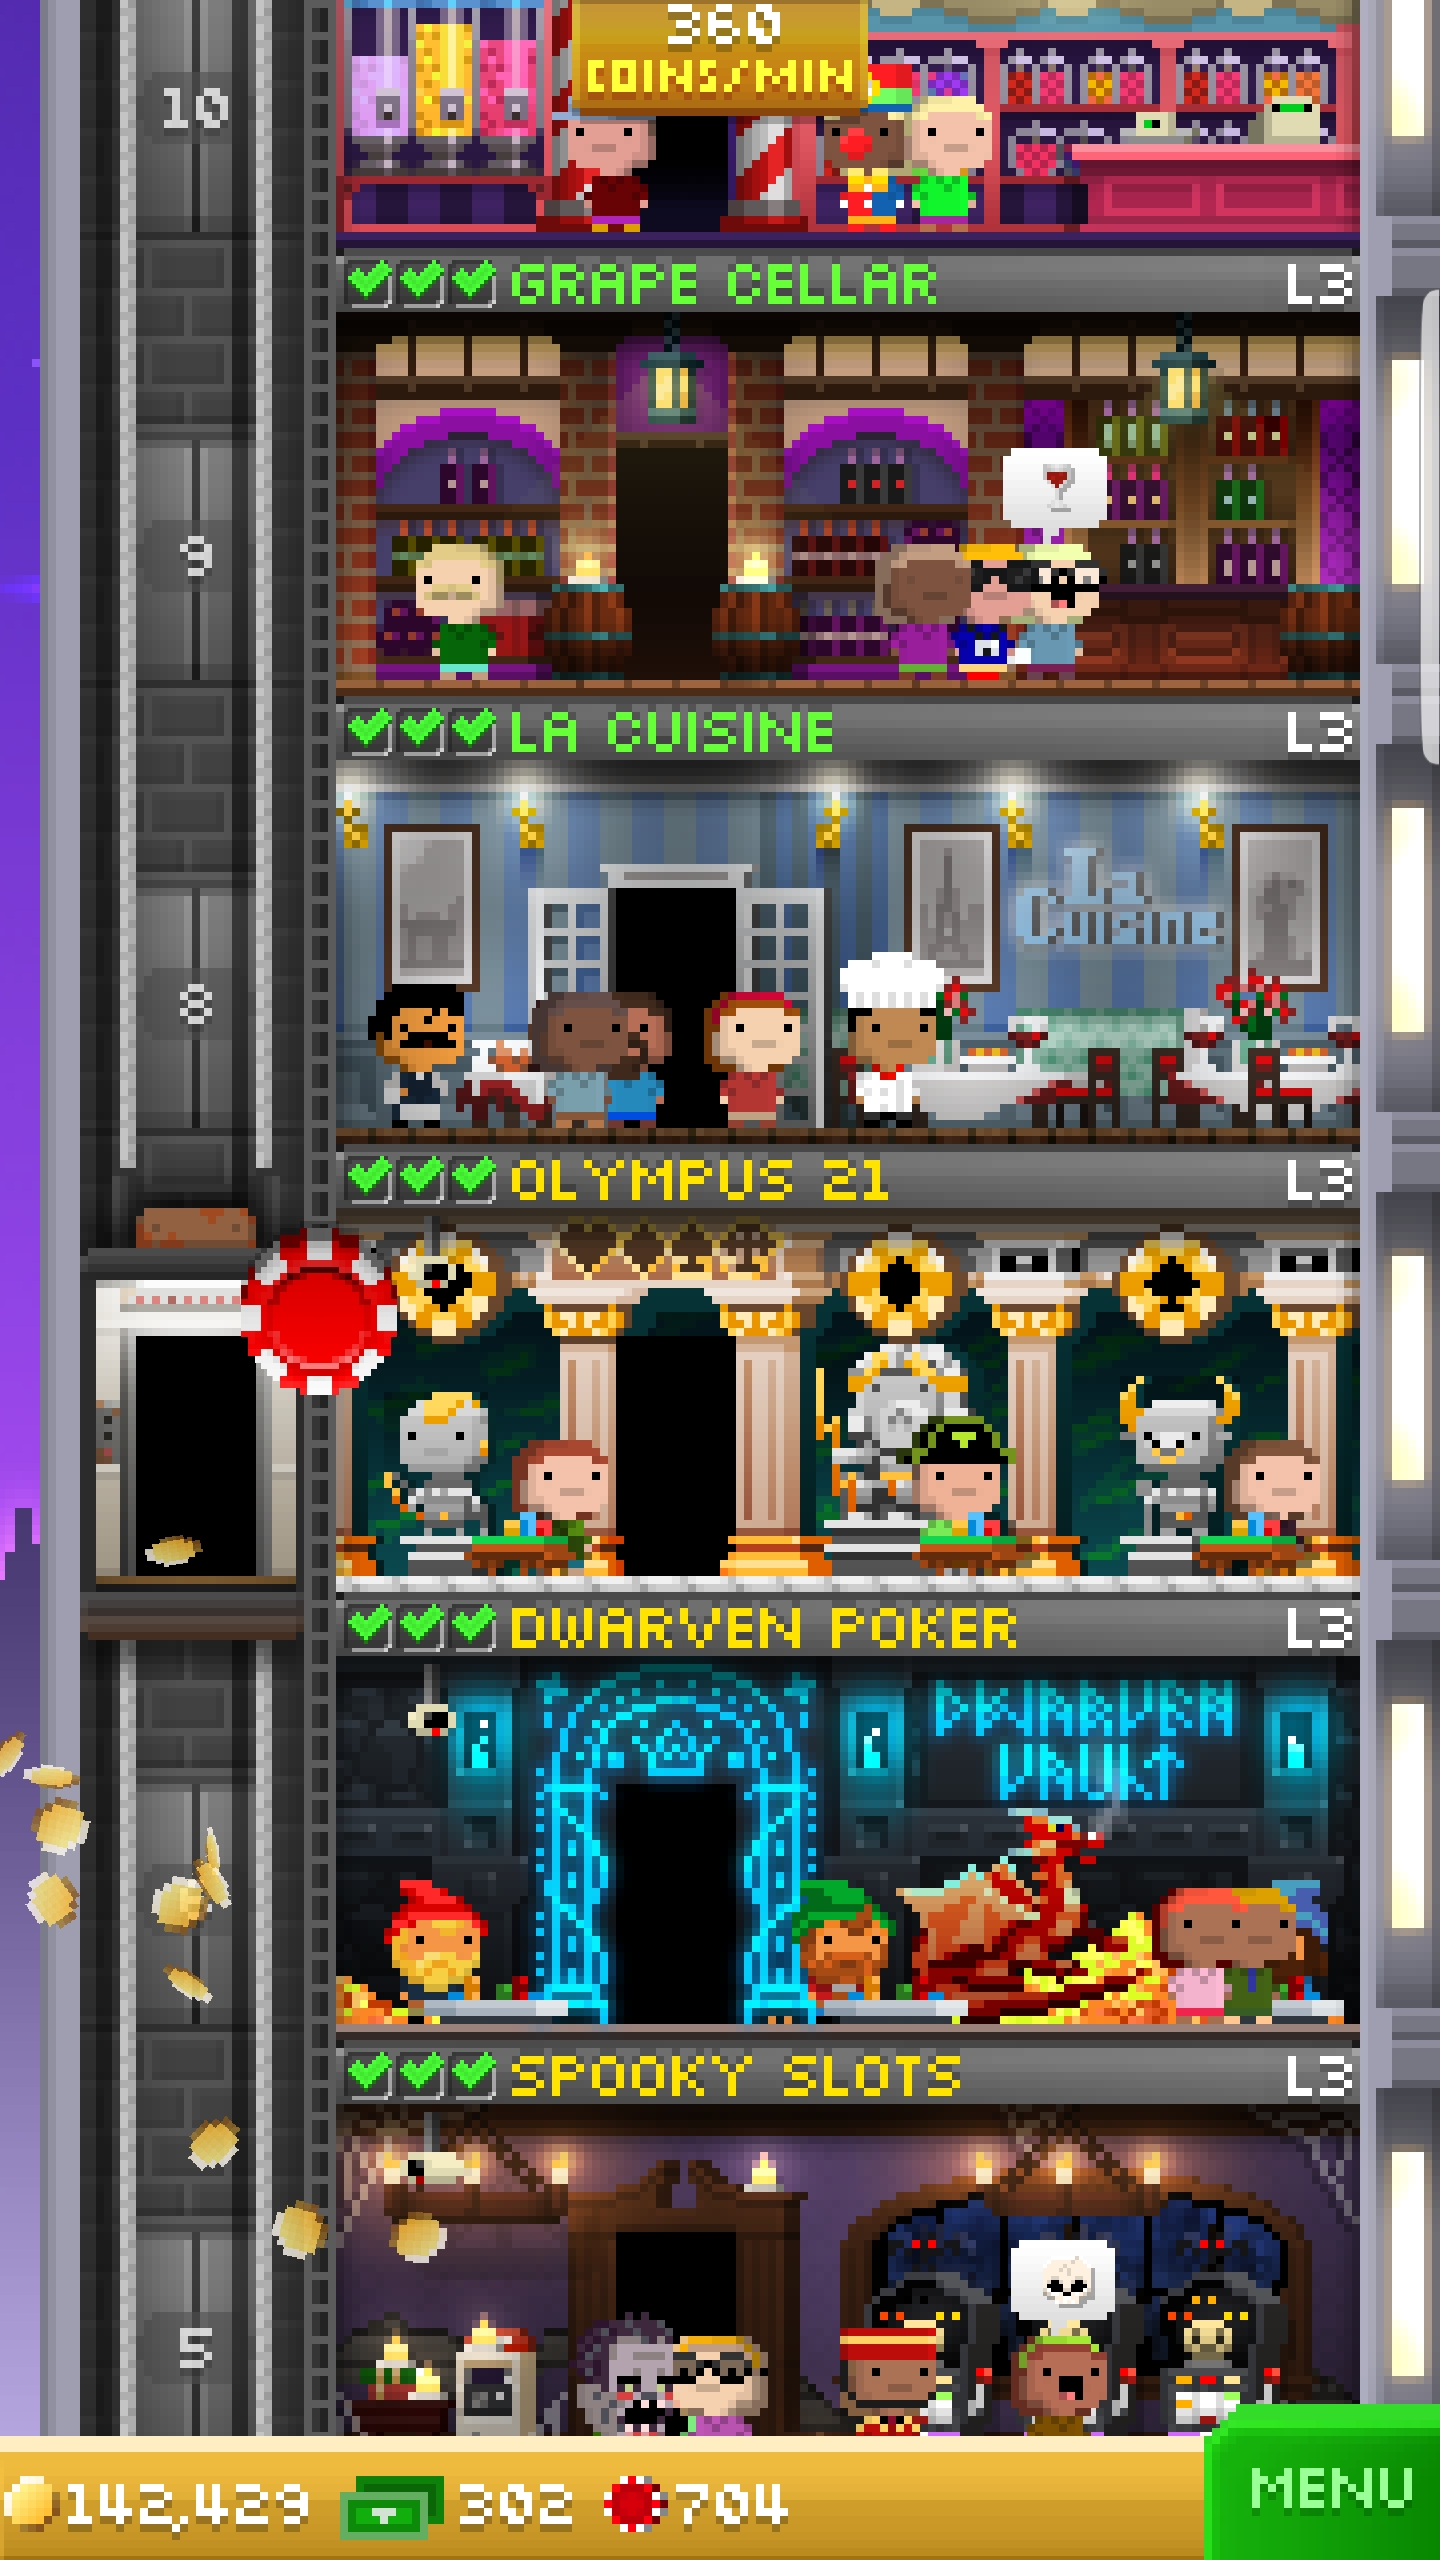 360
COINS/MIN
10
GRAPE CELLAR L3
9
LA CUISINE L3
La
Cuisine
8
OLYMPUS 21 L3
DWARVEN POKER L3
DWARVEN
VAULT
SPOOKY SLOTS L3
5
142,429 302 704
MENU